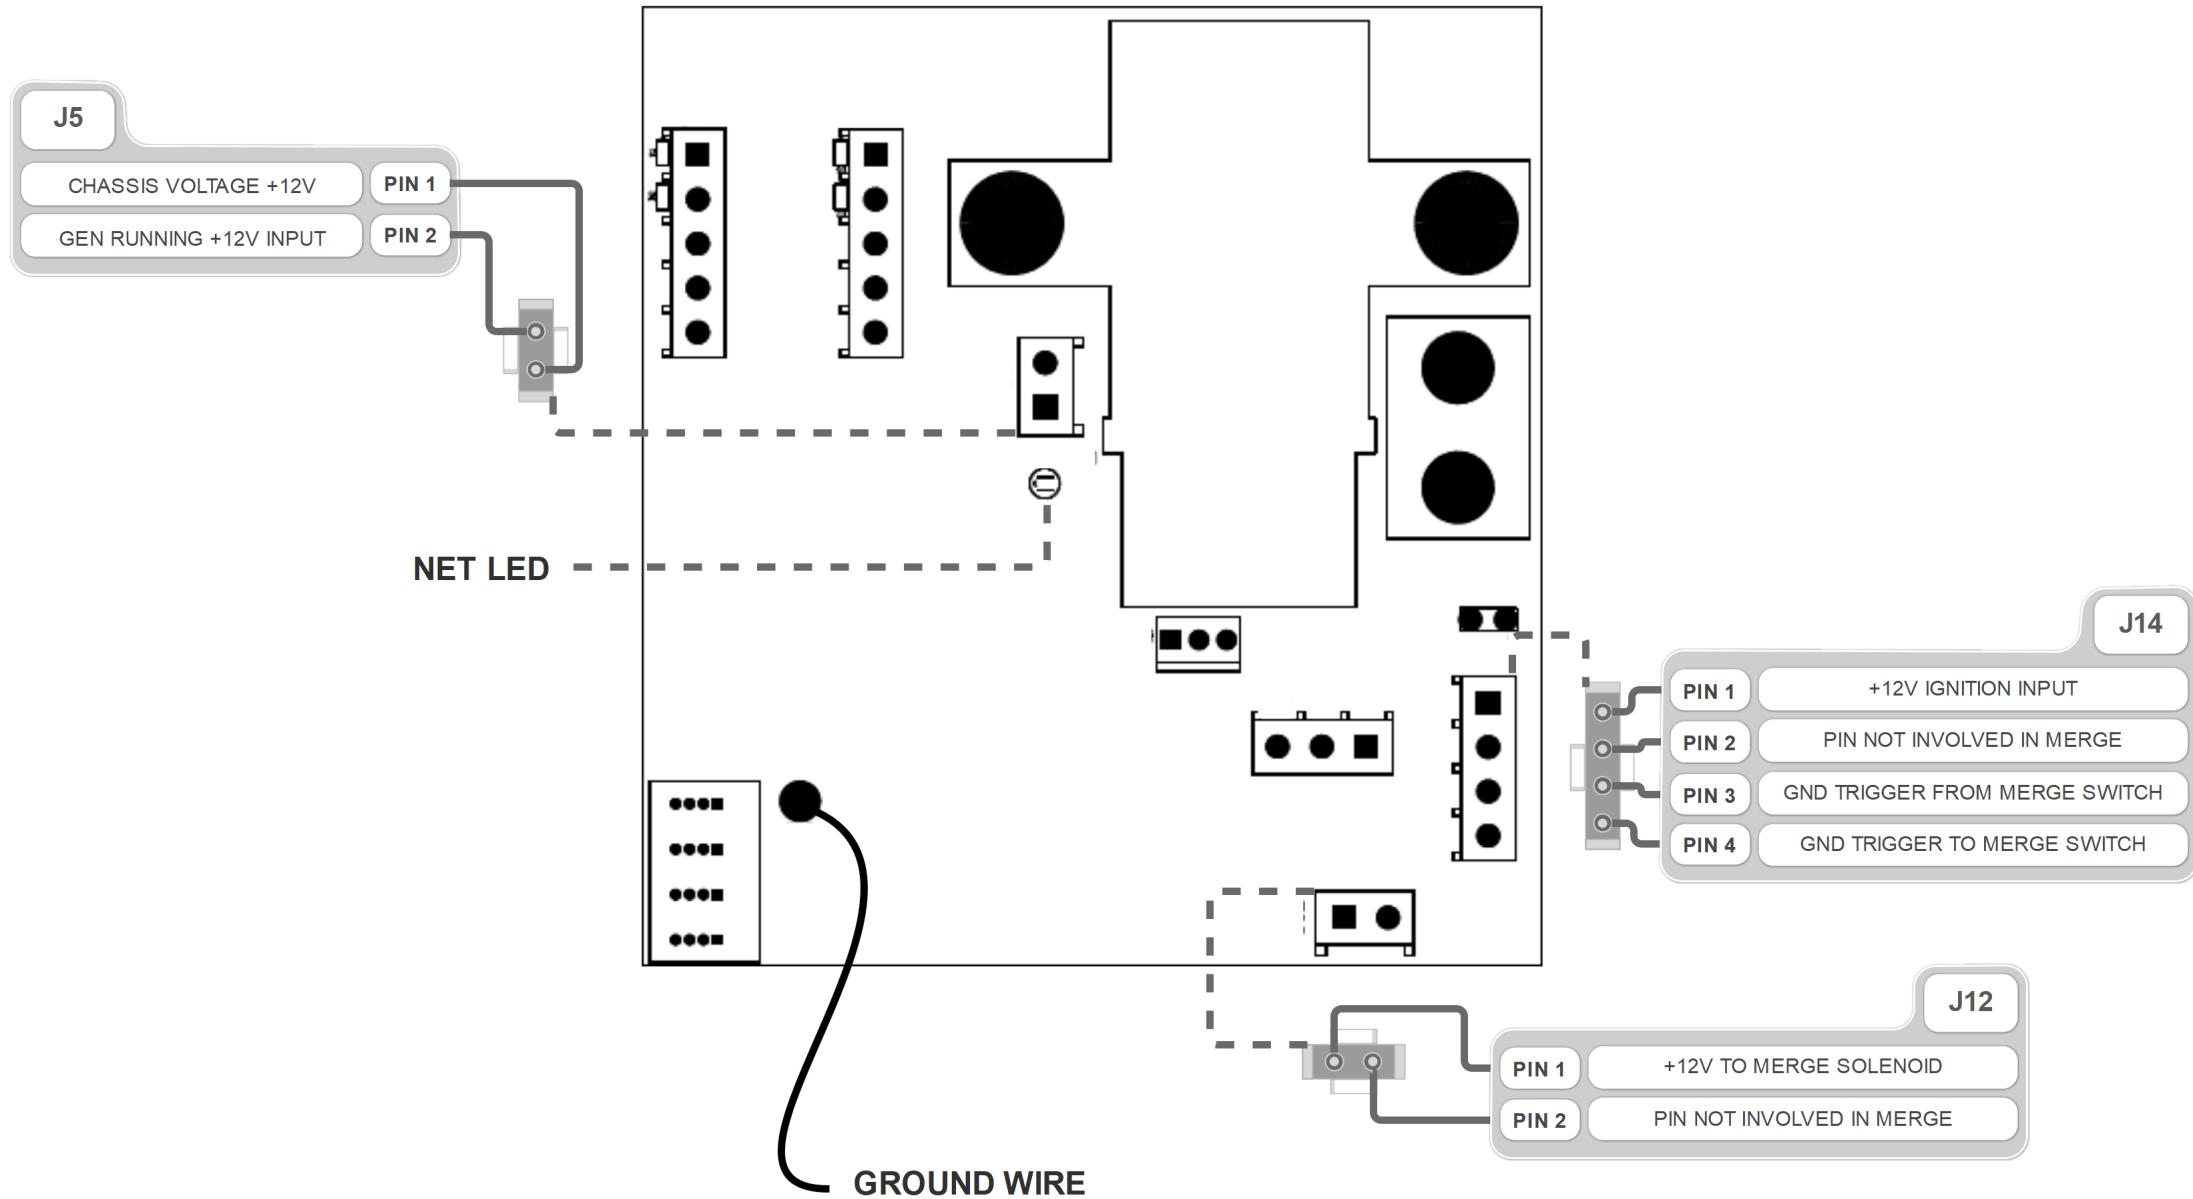 J5
CHASSIS VOLTAGE +12V PIN 1
GEN RUNNING +12V INPUT PIN 2
NET LED
J14
PIN 1 +12V IGNITION INPUT
PIN 2 PIN NOT INVOLVED IN MERGE
PIN 3 GND TRIGGER FROM MERGE SWITCH
PIN 4 GND TRIGGER TO MERGE SWITCH
J12
PIN 1 +12V TO MERGE SOLENOID
PIN 2 PIN NOT INVOLVED IN MERGE
GROUND WIRE